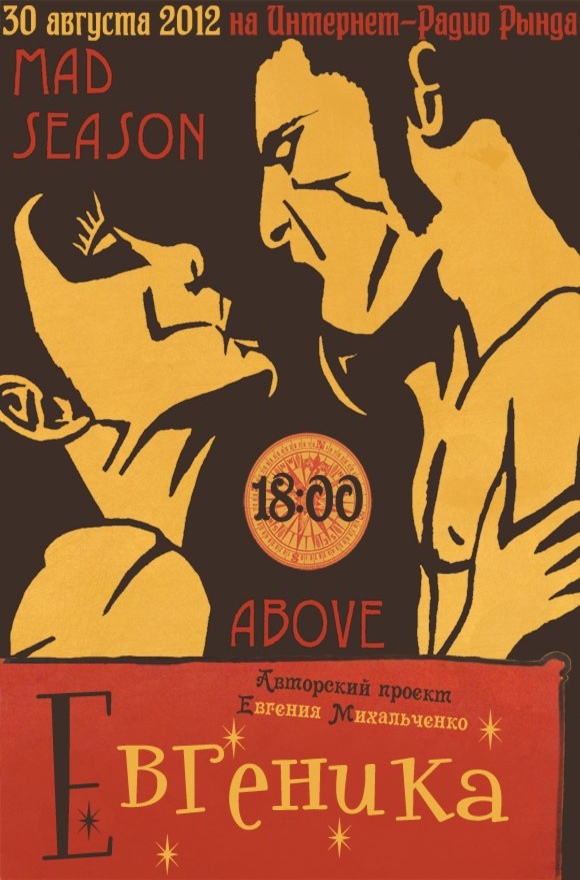 30 августа 2012 на Интернет-Радио Рында
MAD
SEASON
18:00
ABOVE
Авторский проект
Евгения Михальченко
Евгеника